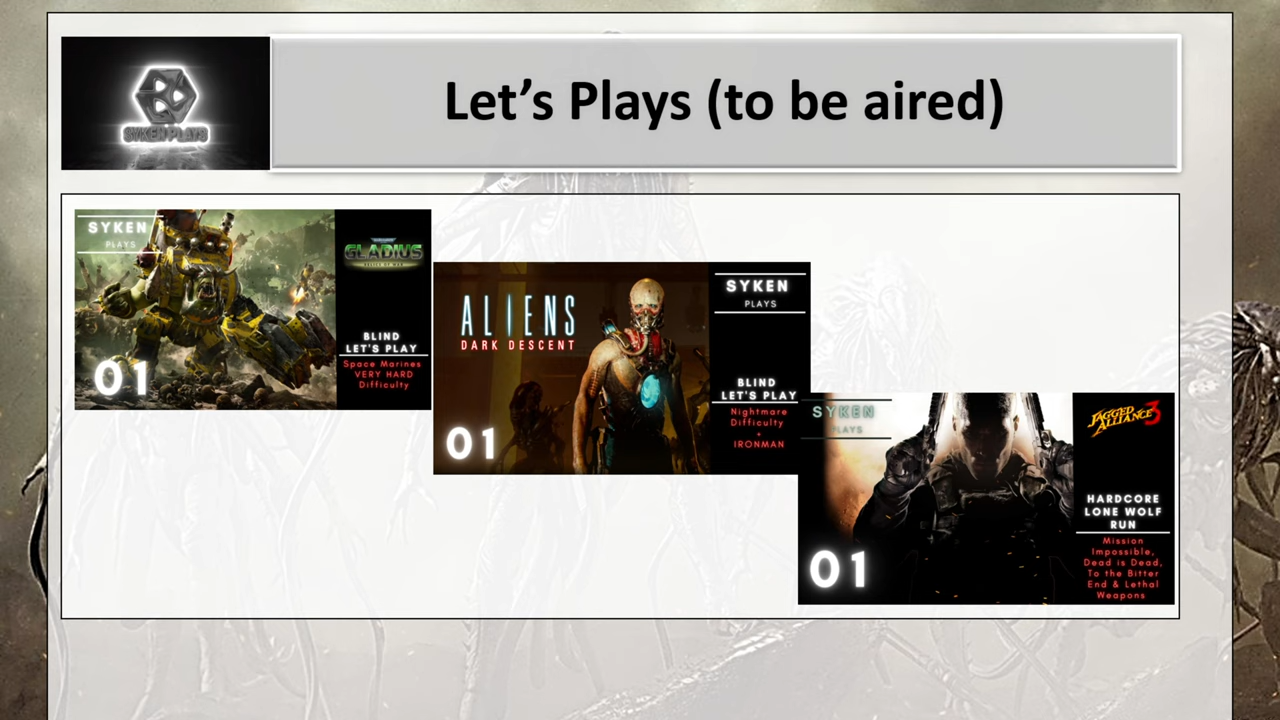 Let’s Plays (to be aired)
SYKEN PLAYS
SYKEN
PLAYS
GLADIUS
BLIND
LET'S PLAY
Space Marines
VERY HARD
Difficulty
01
ALIENS
DARK DESCENT
SYKEN
PLAYS
BLIND
LET'S PLAY
Nightmare
Difficulty
+
IRONMAN
01
SYKEN
PLAYS
JAGGED
ALLIANCE 3
HARDCORE
LONE WOLF
RUN
Mission
Impossible,
Dead is Dead,
To the Bitter
End & Lethal
Weapons
01